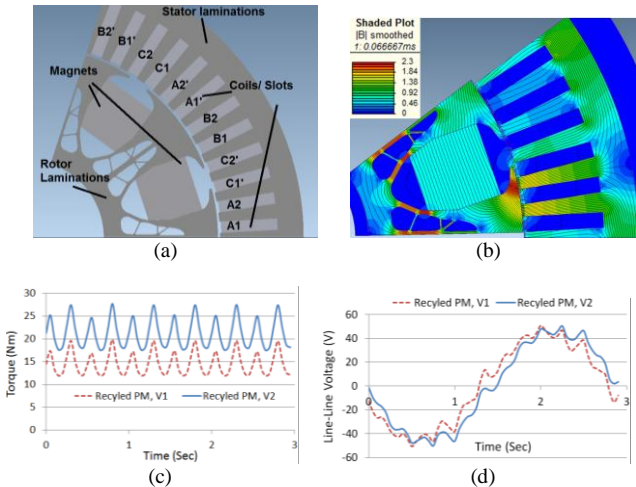 Stator laminations
B2'
B1'
C2
C1
A2'
A1'
B2
B1
C2'
C1'
A2
A1
Magnets
Coils/ Slots
Rotor
Laminations
(a)
Shaded Plot
|B| smoothed
t: 0.066667ms
2.3
1.84
1.38
0.92
0.46
0
(b)
Torque (Nm)
30
25
20
15
10
5
0
Recyled PM, V1
Recyled PM, V2
0
1
2
3
Time (Sec)
(c)
Recyled PM, V1
Recyled PM, V2
Line-Line Voltage (V)
60
40
20
0
-20
-40
-60
0
1
2
3
Time (Sec)
(d)